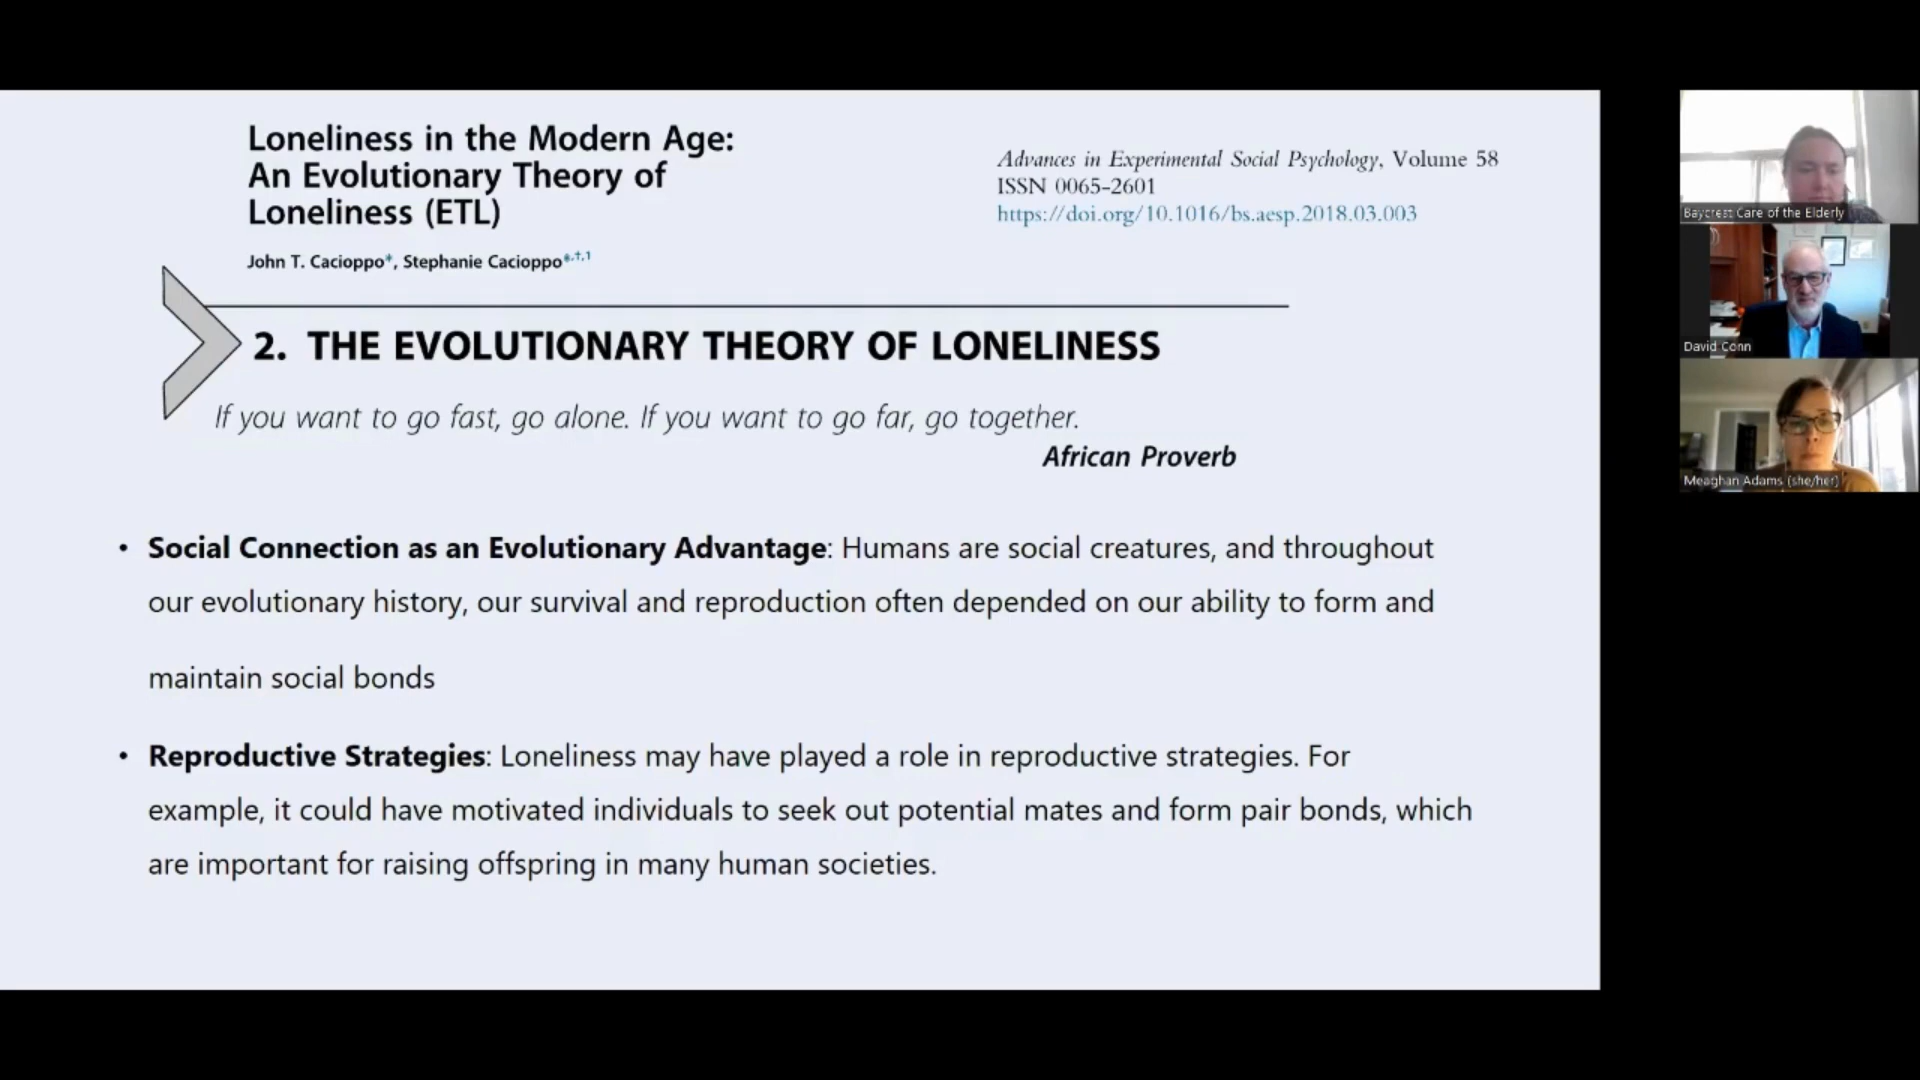 Loneliness in the Modern Age:
An Evolutionary Theory of
Loneliness (ETL)
John T. Cacioppo*, Stephanie Cacioppo*,†,1
Advances in Experimental Social Psychology, Volume 58
ISSN 0065-2601
https://doi.org/10.1016/bs.aesp.2018.03.003
2. THE EVOLUTIONARY THEORY OF LONELINESS
If you want to go fast, go alone. If you want to go far, go together.
African Proverb
• Social Connection as an Evolutionary Advantage: Humans are social creatures, and throughout
our evolutionary history, our survival and reproduction often depended on our ability to form and
maintain social bonds
• Reproductive Strategies: Loneliness may have played a role in reproductive strategies. For
example, it could have motivated individuals to seek out potential mates and form pair bonds, which
are important for raising offspring in many human societies.
Baycrest Care of the Elderly
David Conn
Meaghan Adams (she/her)